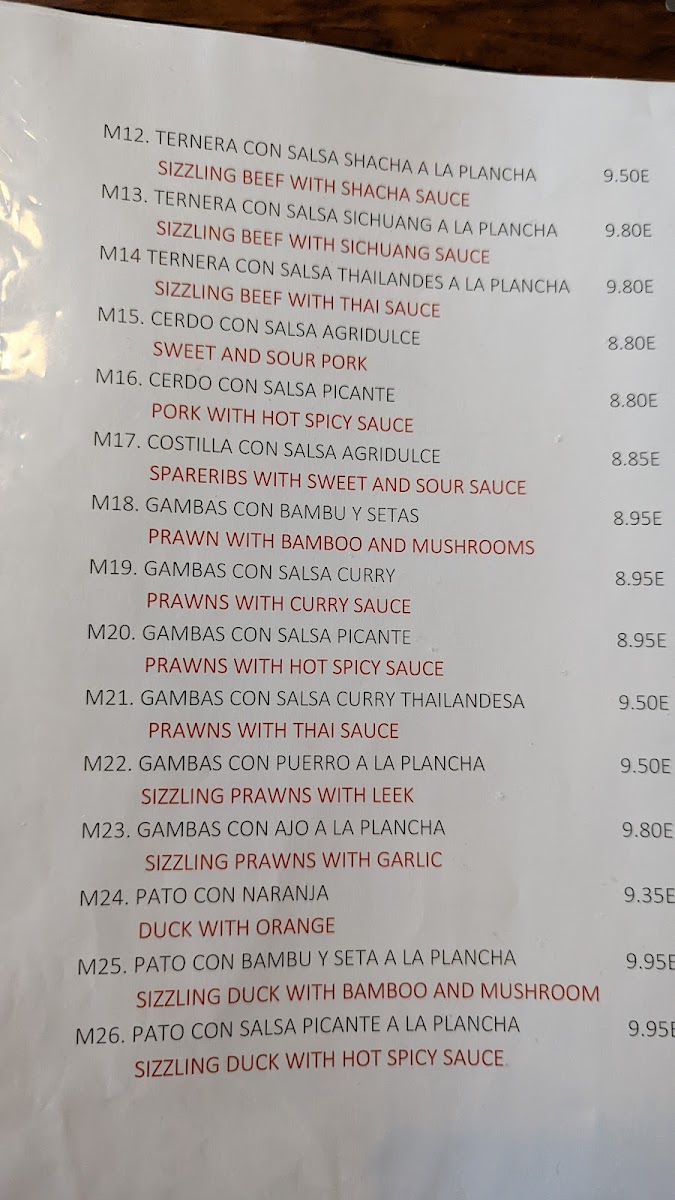 M12. TERNERA CON SALSA SHACHA A LA PLANCHA 9.50E
SIZZLING BEEF WITH SHACHA SAUCE
M13. TERNERA CON SALSA SICHUANG A LA PLANCHA 9.80E
SIZZLING BEEF WITH SICHUANG SAUCE
M14 TERNERA CON SALSA THAILANDES A LA PLANCHA 9.80E
SIZZLING BEEF WITH THAI SAUCE
M15. CERDO CON SALSA AGRIDULCE 8.80E
SWEET AND SOUR PORK
M16. CERDO CON SALSA PICANTE 8.80E
PORK WITH HOT SPICY SAUCE
M17. COSTILLA CON SALSA AGRIDULCE 8.85E
SPARERIBS WITH SWEET AND SOUR SAUCE
M18. GAMBAS CON BAMBU Y SETAS 8.95E
PRAWN WITH BAMBOO AND MUSHROOMS
M19. GAMBAS CON SALSA CURRY 8.95E
PRAWNS WITH CURRY SAUCE
M20. GAMBAS CON SALSA PICANTE 8.95E
PRAWNS WITH HOT SPICY SAUCE
M21. GAMBAS CON SALSA CURRY THAILANDESA 9.50E
PRAWNS WITH THAI SAUCE
M22. GAMBAS CON PUERRO A LA PLANCHA 9.50E
SIZZLING PRAWNS WITH LEEK
M23. GAMBAS CON AJO A LA PLANCHA 9.80E
SIZZLING PRAWNS WITH GARLIC
M24. PATO CON NARANJA 9.35E
DUCK WITH ORANGE
M25. PATO CON BAMBU Y SETA A LA PLANCHA 9.95E
SIZZLING DUCK WITH BAMBOO AND MUSHROOM
M26. PATO CON SALSA PICANTE A LA PLANCHA 9.95E
SIZZLING DUCK WITH HOT SPICY SAUCE.